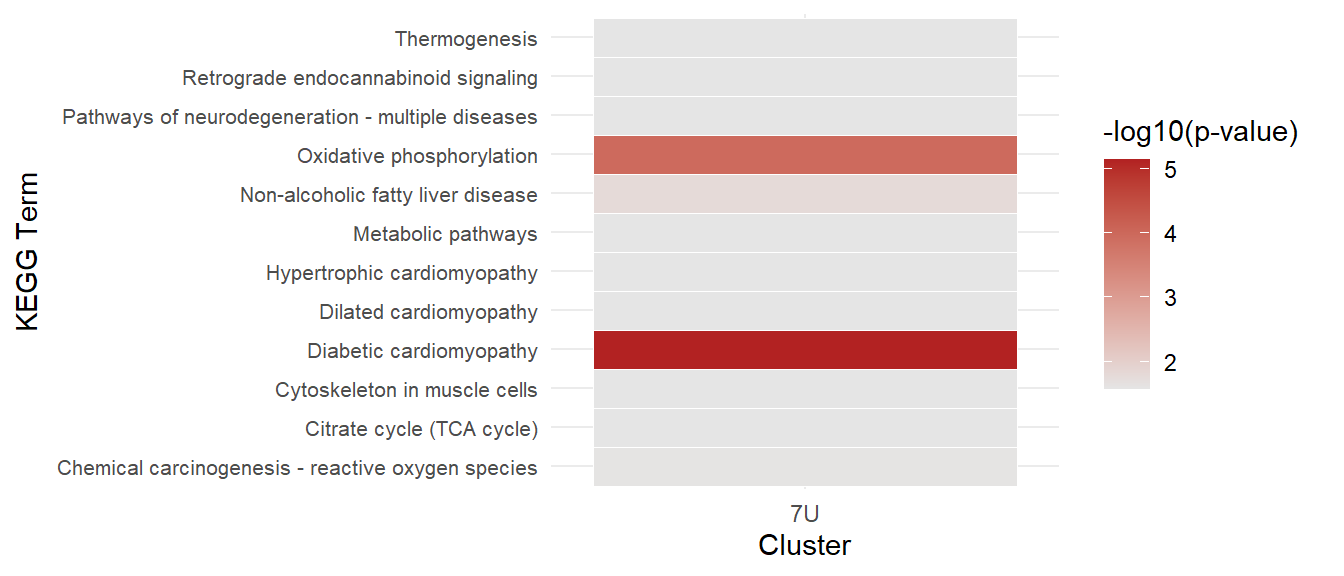 KEGG Term
Thermogenesis
Retrograde endocannabinoid signaling
Pathways of neurodegeneration - multiple diseases
Oxidative phosphorylation
Non-alcoholic fatty liver disease
Metabolic pathways
Hypertrophic cardiomyopathy
Dilated cardiomyopathy
Diabetic cardiomyopathy
Cytoskeleton in muscle cells
Citrate cycle (TCA cycle)
Chemical carcinogenesis - reactive oxygen species
7U
Cluster
-log10(p-value)
5
4
3
2